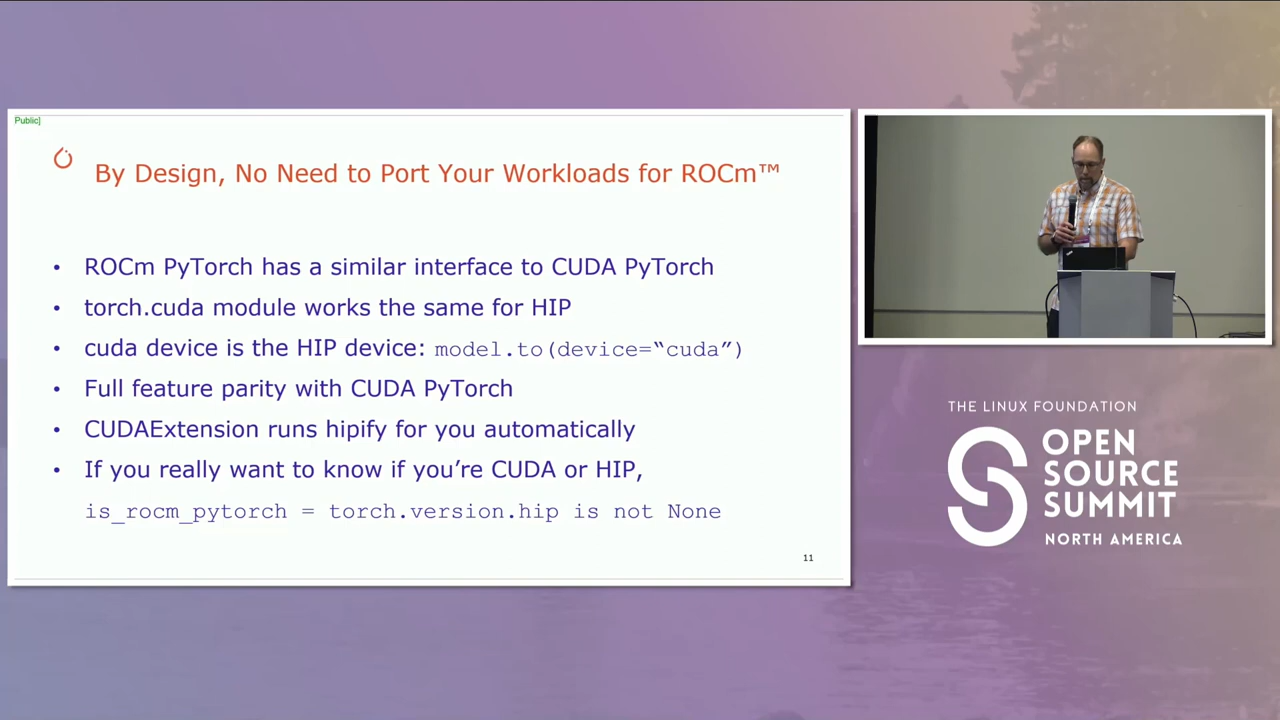 Public]
By Design, No Need to Port Your Workloads for ROCm™
• ROCm PyTorch has a similar interface to CUDA PyTorch
• torch.cuda module works the same for HIP
• cuda device is the HIP device: model.to(device=“cuda”)
• Full feature parity with CUDA PyTorch
• CUDAExtension runs hipify for you automatically
• If you really want to know if you’re CUDA or HIP,
is_rocm_pytorch = torch.version.hip is not None
11
THE LINUX FOUNDATION
OPEN
SOURCE
SUMMIT
NORTH AMERICA